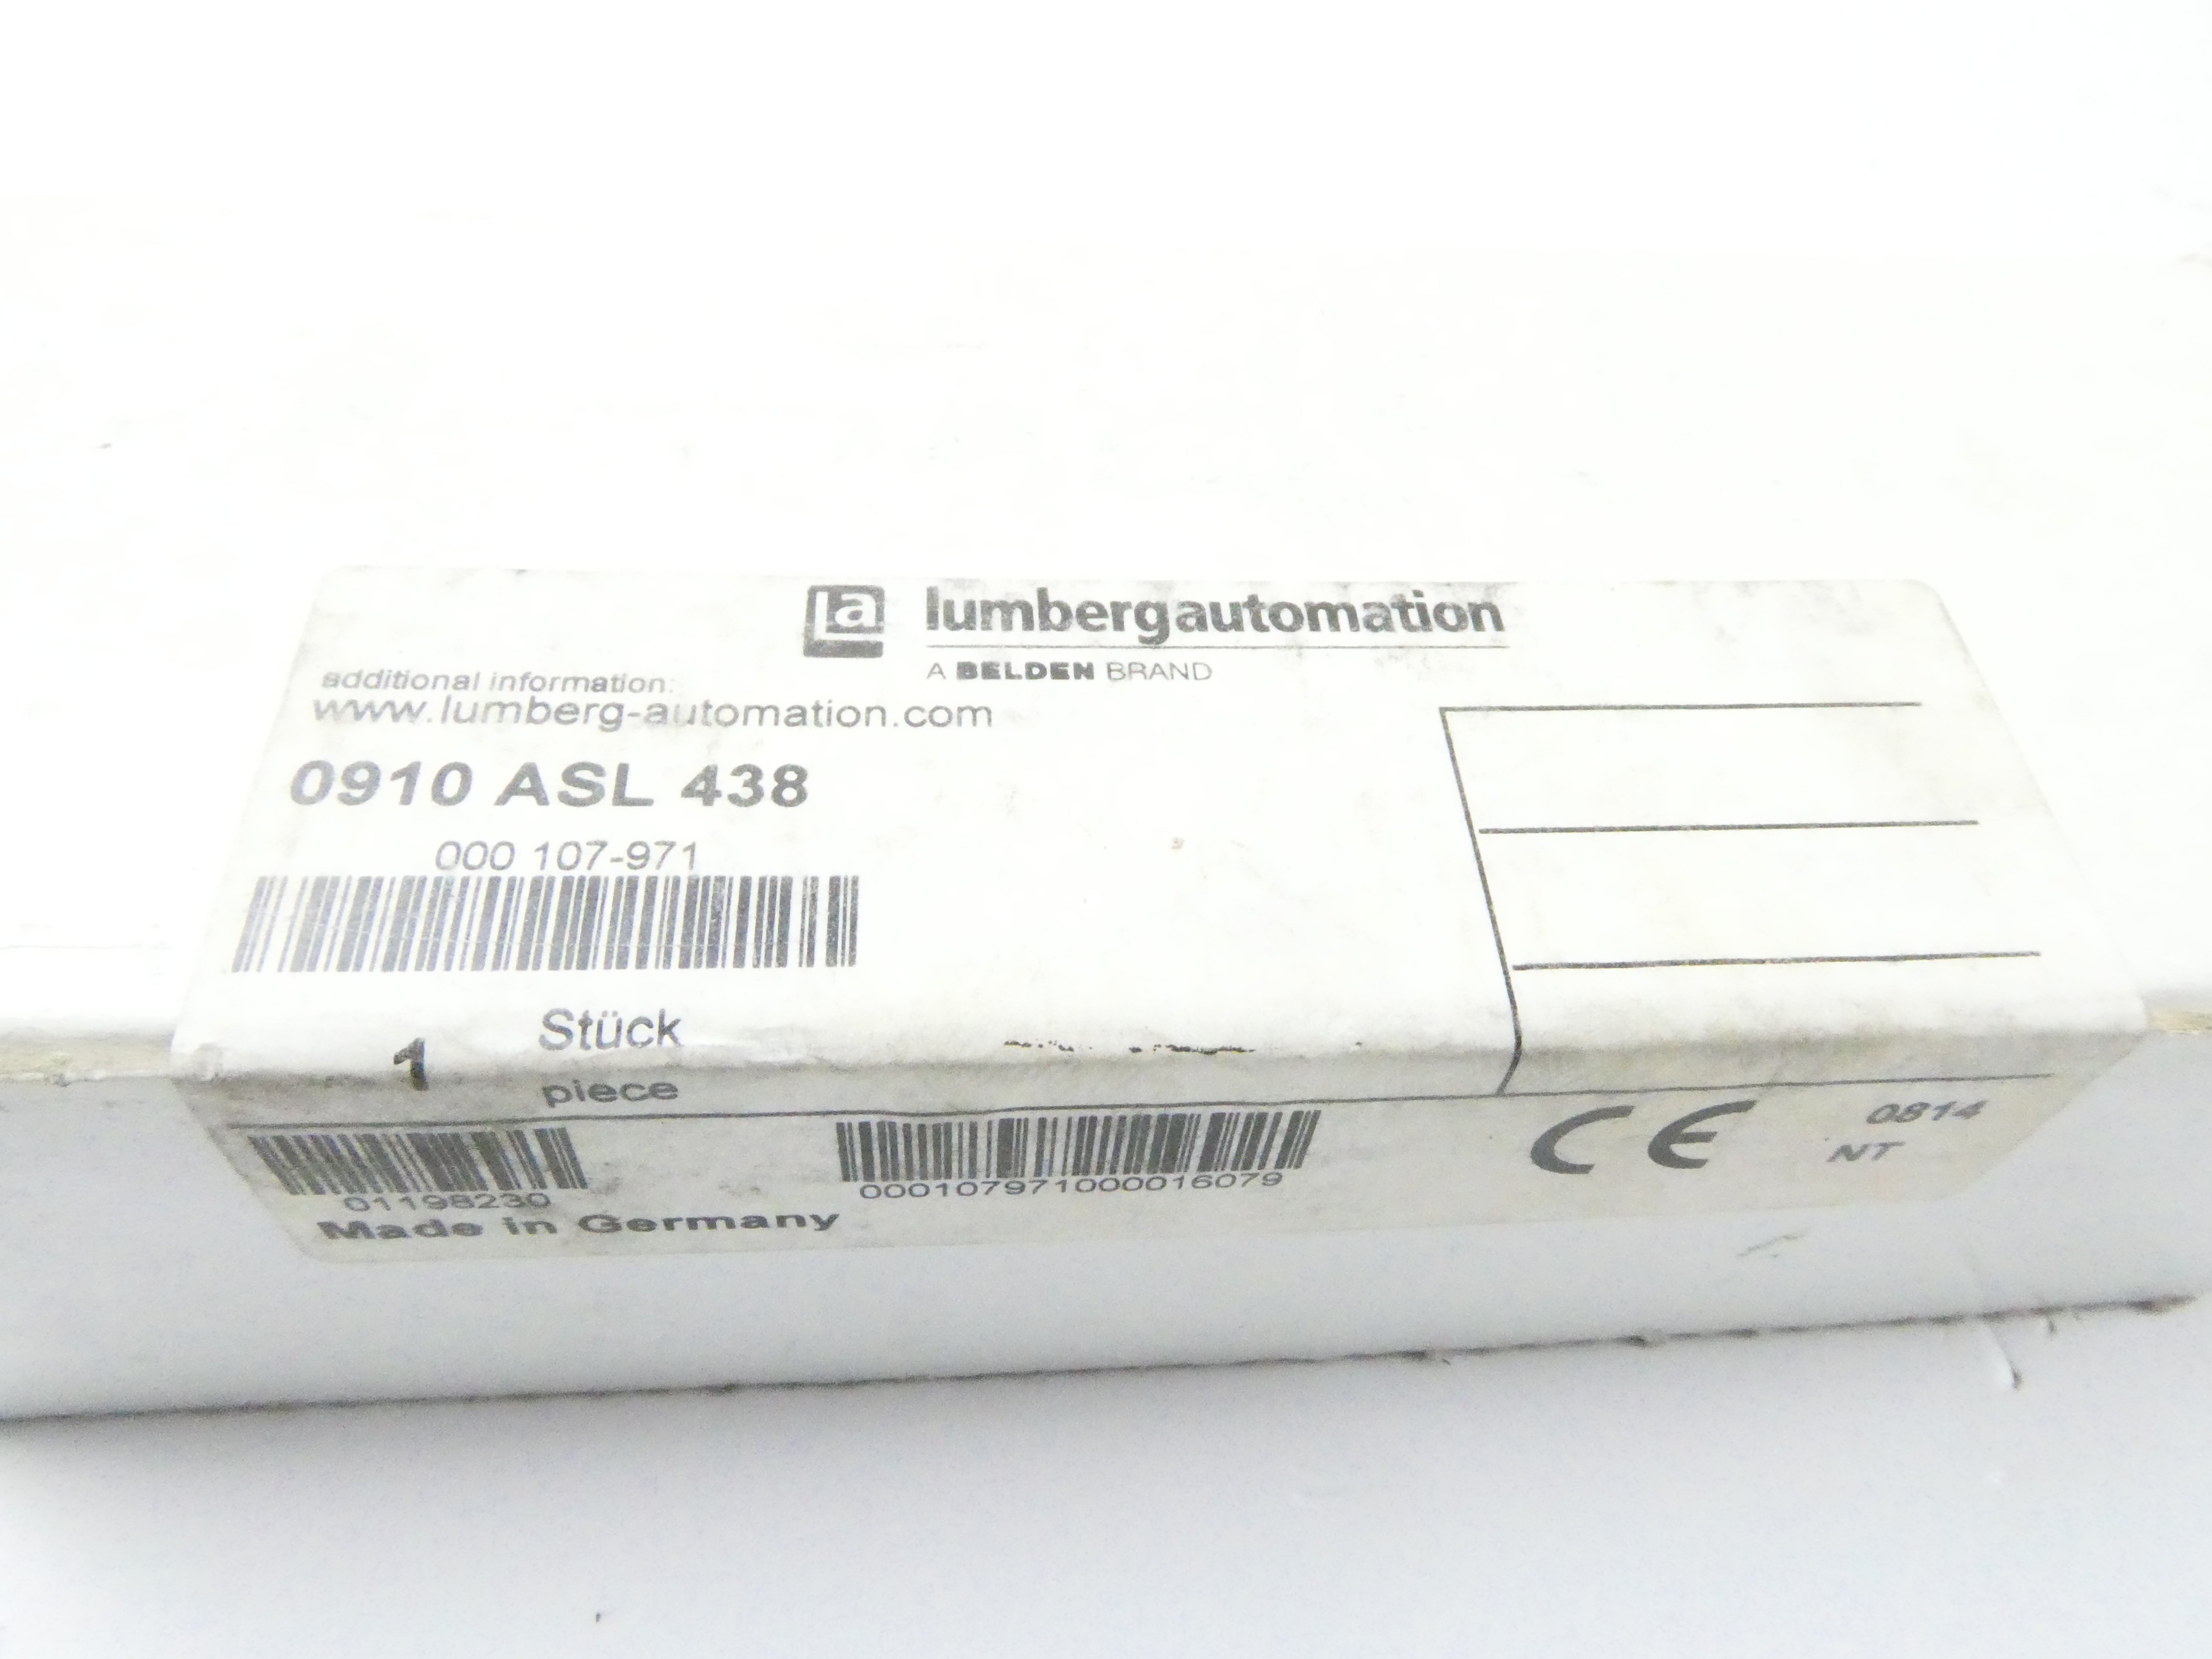 La lumbergautomation
A BELDEN BRAND
additional information:
www.lumberg-automation.com
0910 ASL 438
000 107-971
1 Stück
piece
01198230
000107971000016079
Made in Germany
CE
0814
NT